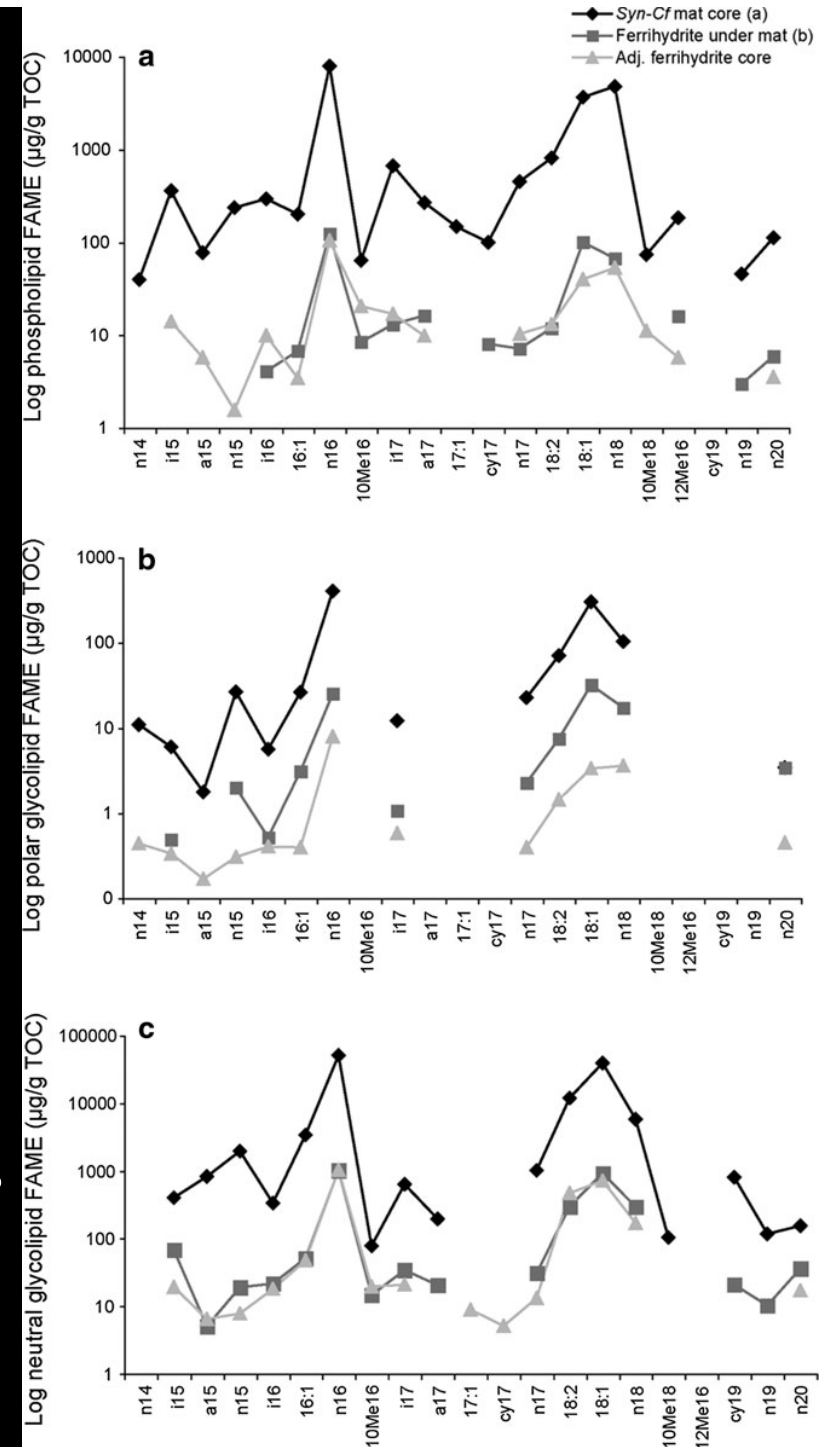 Syn-Cf mat core (a)
Ferrihydrite under mat (b)
Adj. ferrihydrite core
a
Log phospholipid FAME (µg/g TOC)
10000
1000
100
10
1
n14 i15 a15 n15 i16 16:1 n16 10Me16 i17 a17 17:1 cy17 n17 18:2 18:1 n18 10Me18 12Me16 cy19 n19 n20
b
Log polar glycolipid FAME (µg/g TOC)
1000
100
10
1
0
n14 i15 a15 n15 i16 16:1 n16 10Me16 i17 a17 17:1 cy17 n17 18:2 18:1 n18 10Me18 12Me16 cy19 n19 n20
c
Log neutral glycolipid FAME (µg/g TOC)
100000
10000
1000
100
10
1
n14 i15 a15 n15 i16 16:1 n16 10Me16 i17 a17 17:1 cy17 n17 18:2 18:1 n18 10Me18 12Me16 cy19 n19 n20